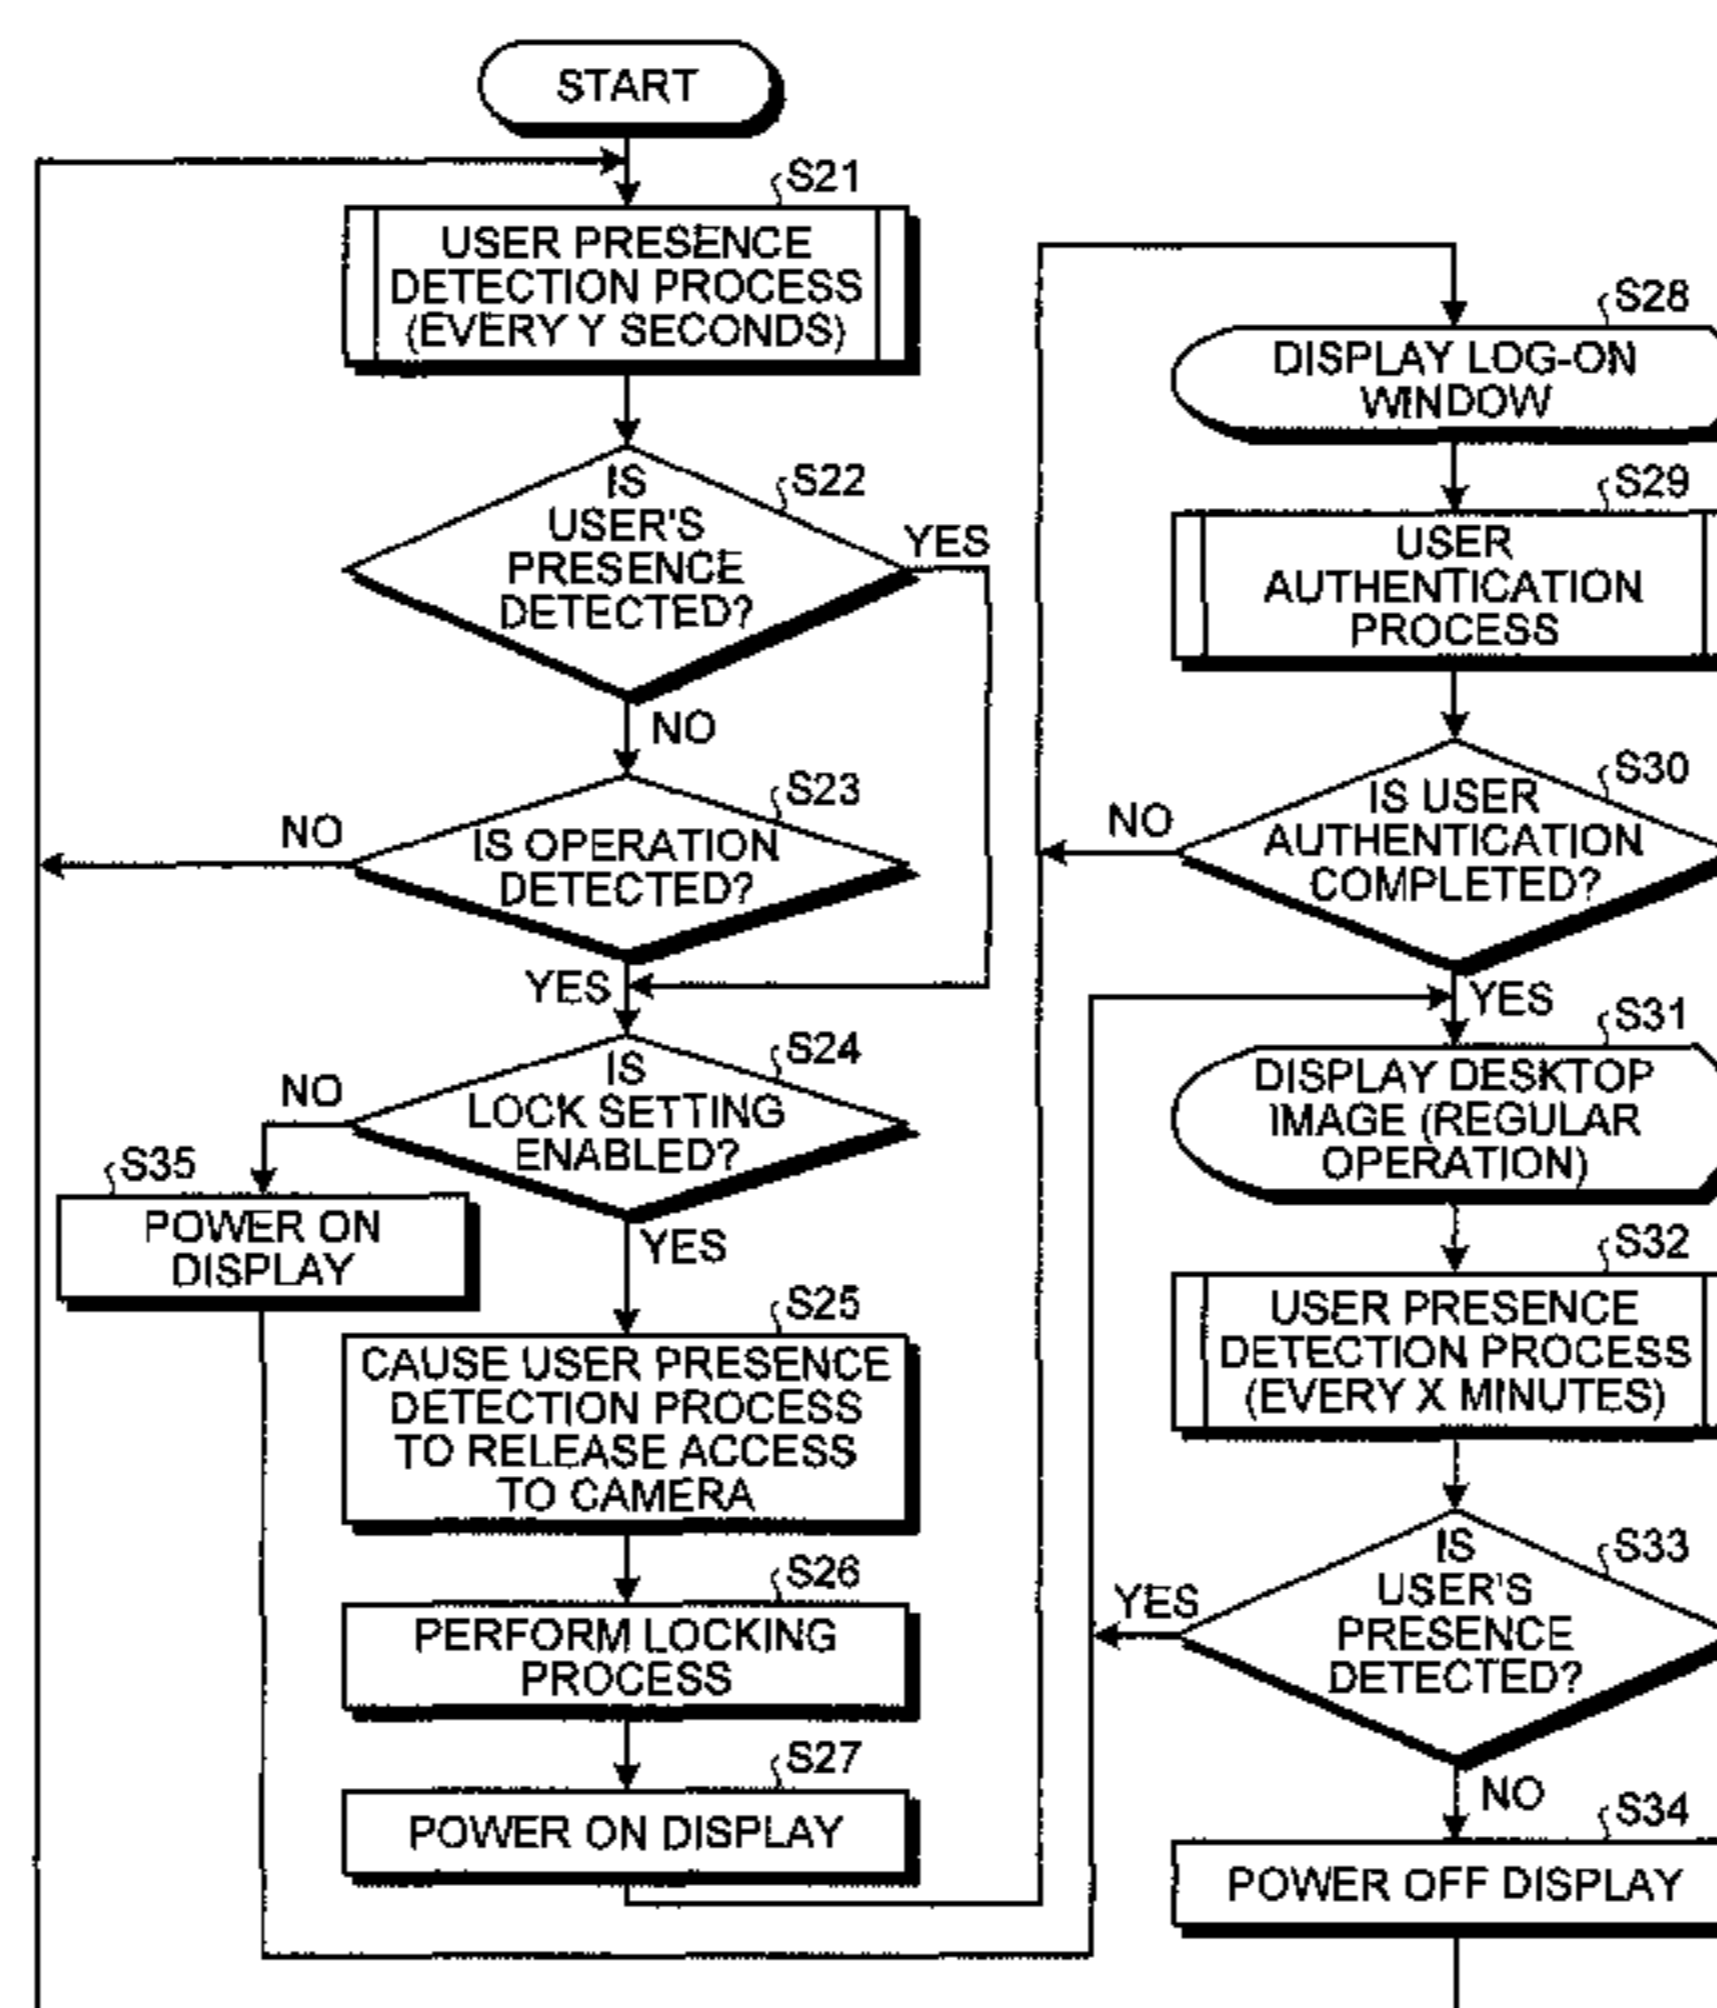 START
S21
USER PRESENCE
DETECTION PROCESS
(EVERY Y SECONDS)
S22
IS
USER'S
PRESENCE
DETECTED?
YES
NO
S23
IS OPERATION
DETECTED?
NO
YES
S24
IS
LOCK SETTING
ENABLED?
NO
YES
S35
POWER ON
DISPLAY
S25
CAUSE USER PRESENCE
DETECTION PROCESS
TO RELEASE ACCESS
TO CAMERA
S26
PERFORM LOCKING
PROCESS
S27
POWER ON DISPLAY
S28
DISPLAY LOG-ON
WINDOW
S29
USER
AUTHENTICATION
PROCESS
S30
IS USER
AUTHENTICATION
COMPLETED?
NO
YES
S31
DISPLAY DESKTOP
IMAGE (REGULAR
OPERATION)
S32
USER PRESENCE
DETECTION PROCESS
(EVERY X MINUTES)
S33
IS
USER'S
PRESENCE
DETECTED?
YES
NO
S34
POWER OFF DISPLAY